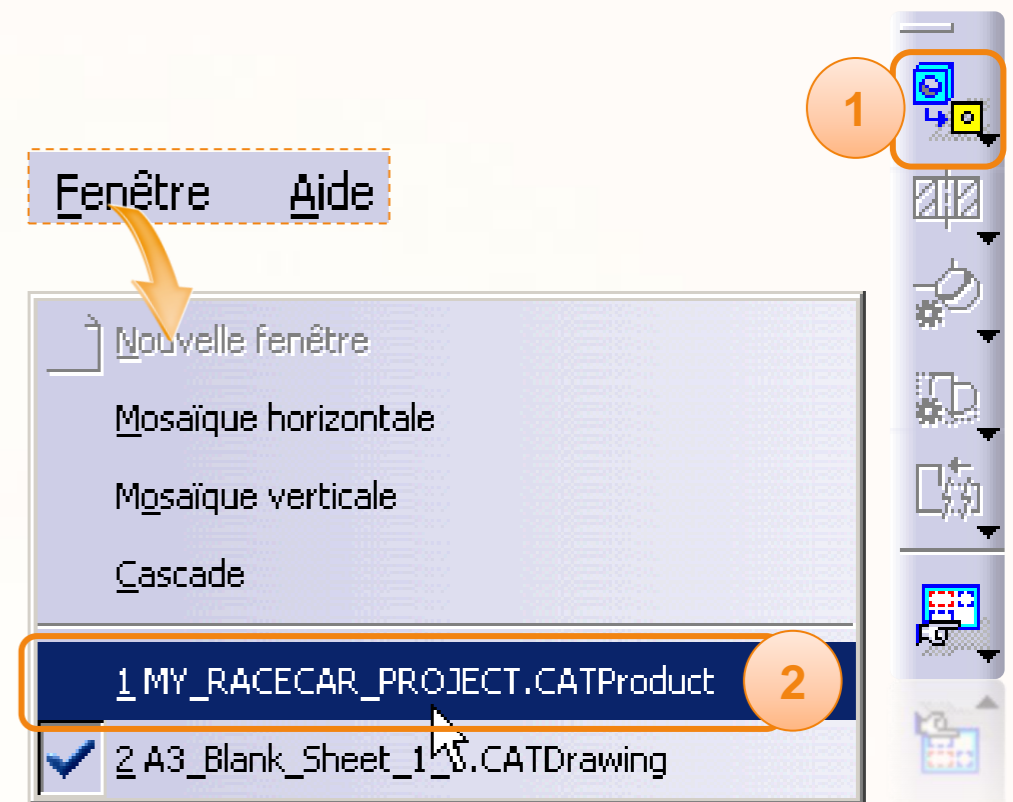 1
Fenêtre Aide
Nouvelle fenêtre
Mosaïque horizontale
Mosaïque verticale
Cascade
1 MY_RACECAR_PROJECT.CATProduct
2
2 A3_Blank_Sheet_1_.CATDrawing